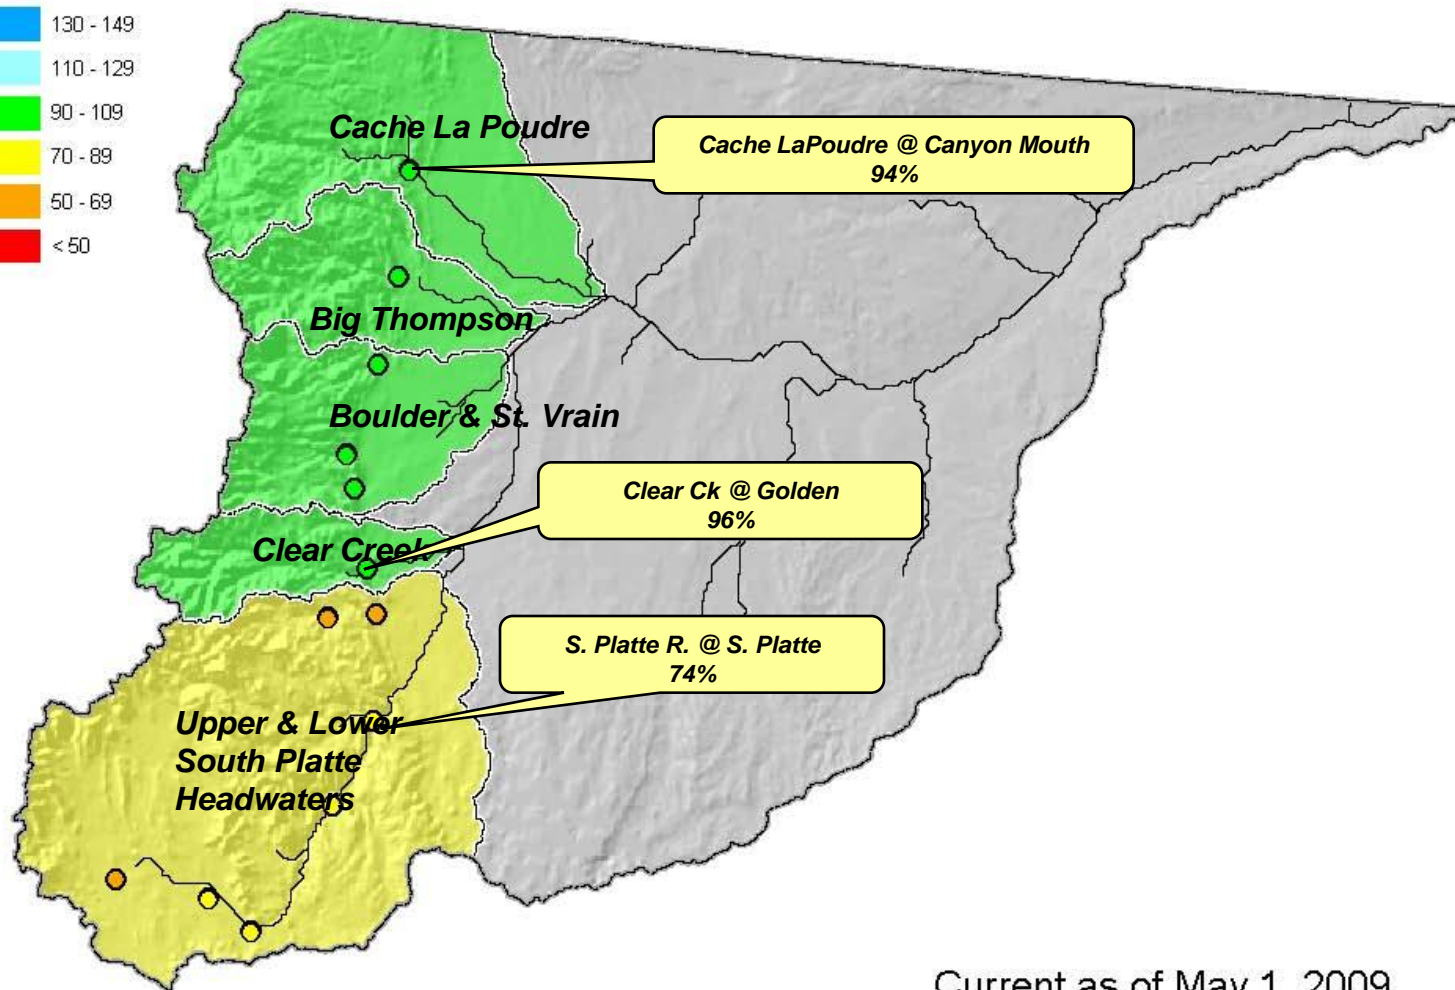 130 - 149
110 - 129
90 - 109
70 - 89
50 - 69
< 50
Cache La Poudre
Cache LaPoudre @ Canyon Mouth
94%
Big Thompson
Boulder & St. Vrain
Clear Ck @ Golden
96%
Clear Creek
S. Platte R. @ S. Platte
74%
Upper & Lower
South Platte
Headwaters
Current as of May 1, 2009